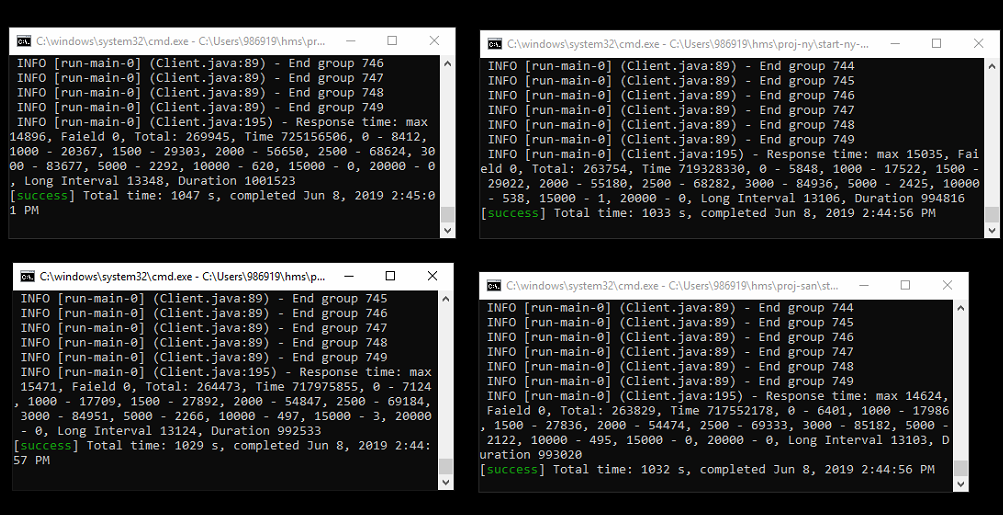 C:\windows\system32\cmd.exe - C:\Users\986919\hms\pr...
INFO [run-main-0] (Client.java:89) - End group 746
INFO [run-main-0] (Client.java:89) - End group 747
INFO [run-main-0] (Client.java:89) - End group 748
INFO [run-main-0] (Client.java:89) - End group 749
INFO [run-main-0] (Client.java:195) - Response time: max
14896, Faield 0, Total: 269945, Time 725156506, 0 - 8412,
1000 - 20367, 1500 - 29303, 2000 - 56650, 2500 - 68624, 30
00 - 83677, 5000 - 2292, 10000 - 620, 15000 - 0, 20000 - 0
, Long Interval 13348, Duration 1001523
[success] Total time: 1047 s, completed Jun 8, 2019 2:45:0
1 PM
C:\windows\system32\cmd.exe - C:\Users\986919\hms\proj-ny\start-ny-...
INFO [run-main-0] (Client.java:89) - End group 744
INFO [run-main-0] (Client.java:89) - End group 745
INFO [run-main-0] (Client.java:89) - End group 746
INFO [run-main-0] (Client.java:89) - End group 747
INFO [run-main-0] (Client.java:89) - End group 748
INFO [run-main-0] (Client.java:89) - End group 749
INFO [run-main-0] (Client.java:195) - Response time: max 15035, Fai
eld 0, Total: 263754, Time 719328330, 0 - 5848, 1000 - 17522, 1500 -
29022, 2000 - 55180, 2500 - 68282, 3000 - 84936, 5000 - 2425, 10000
- 538, 15000 - 1, 20000 - 0, Long Interval 13106, Duration 994816
[success] Total time: 1033 s, completed Jun 8, 2019 2:44:56 PM
C:\windows\system32\cmd.exe - C:\Users\986919\hms\p...
INFO [run-main-0] (Client.java:89) - End group 745
INFO [run-main-0] (Client.java:89) - End group 746
INFO [run-main-0] (Client.java:89) - End group 747
INFO [run-main-0] (Client.java:89) - End group 748
INFO [run-main-0] (Client.java:89) - End group 749
INFO [run-main-0] (Client.java:195) - Response time: max
15471, Faield 0, Total: 264473, Time 717975855, 0 - 7124
, 1000 - 17709, 1500 - 27892, 2000 - 54847, 2500 - 69184,
3000 - 84951, 5000 - 2266, 10000 - 497, 15000 - 3, 20000
- 0, Long Interval 13124, Duration 992533
[success] Total time: 1029 s, completed Jun 8, 2019 2:44:
57 PM
C:\windows\system32\cmd.exe - C:\Users\986919\hms\proj-san\st...
INFO [run-main-0] (Client.java:89) - End group 744
INFO [run-main-0] (Client.java:89) - End group 745
INFO [run-main-0] (Client.java:89) - End group 746
INFO [run-main-0] (Client.java:89) - End group 747
INFO [run-main-0] (Client.java:89) - End group 748
INFO [run-main-0] (Client.java:89) - End group 749
INFO [run-main-0] (Client.java:195) - Response time: max 14624,
Faield 0, Total: 263829, Time 717552178, 0 - 6401, 1000 - 17986
, 1500 - 27836, 2000 - 54474, 2500 - 69333, 3000 - 85182, 5000 -
2122, 10000 - 495, 15000 - 0, 20000 - 0, Long Interval 13103, D
uration 993020
[success] Total time: 1032 s, completed Jun 8, 2019 2:44:56 PM